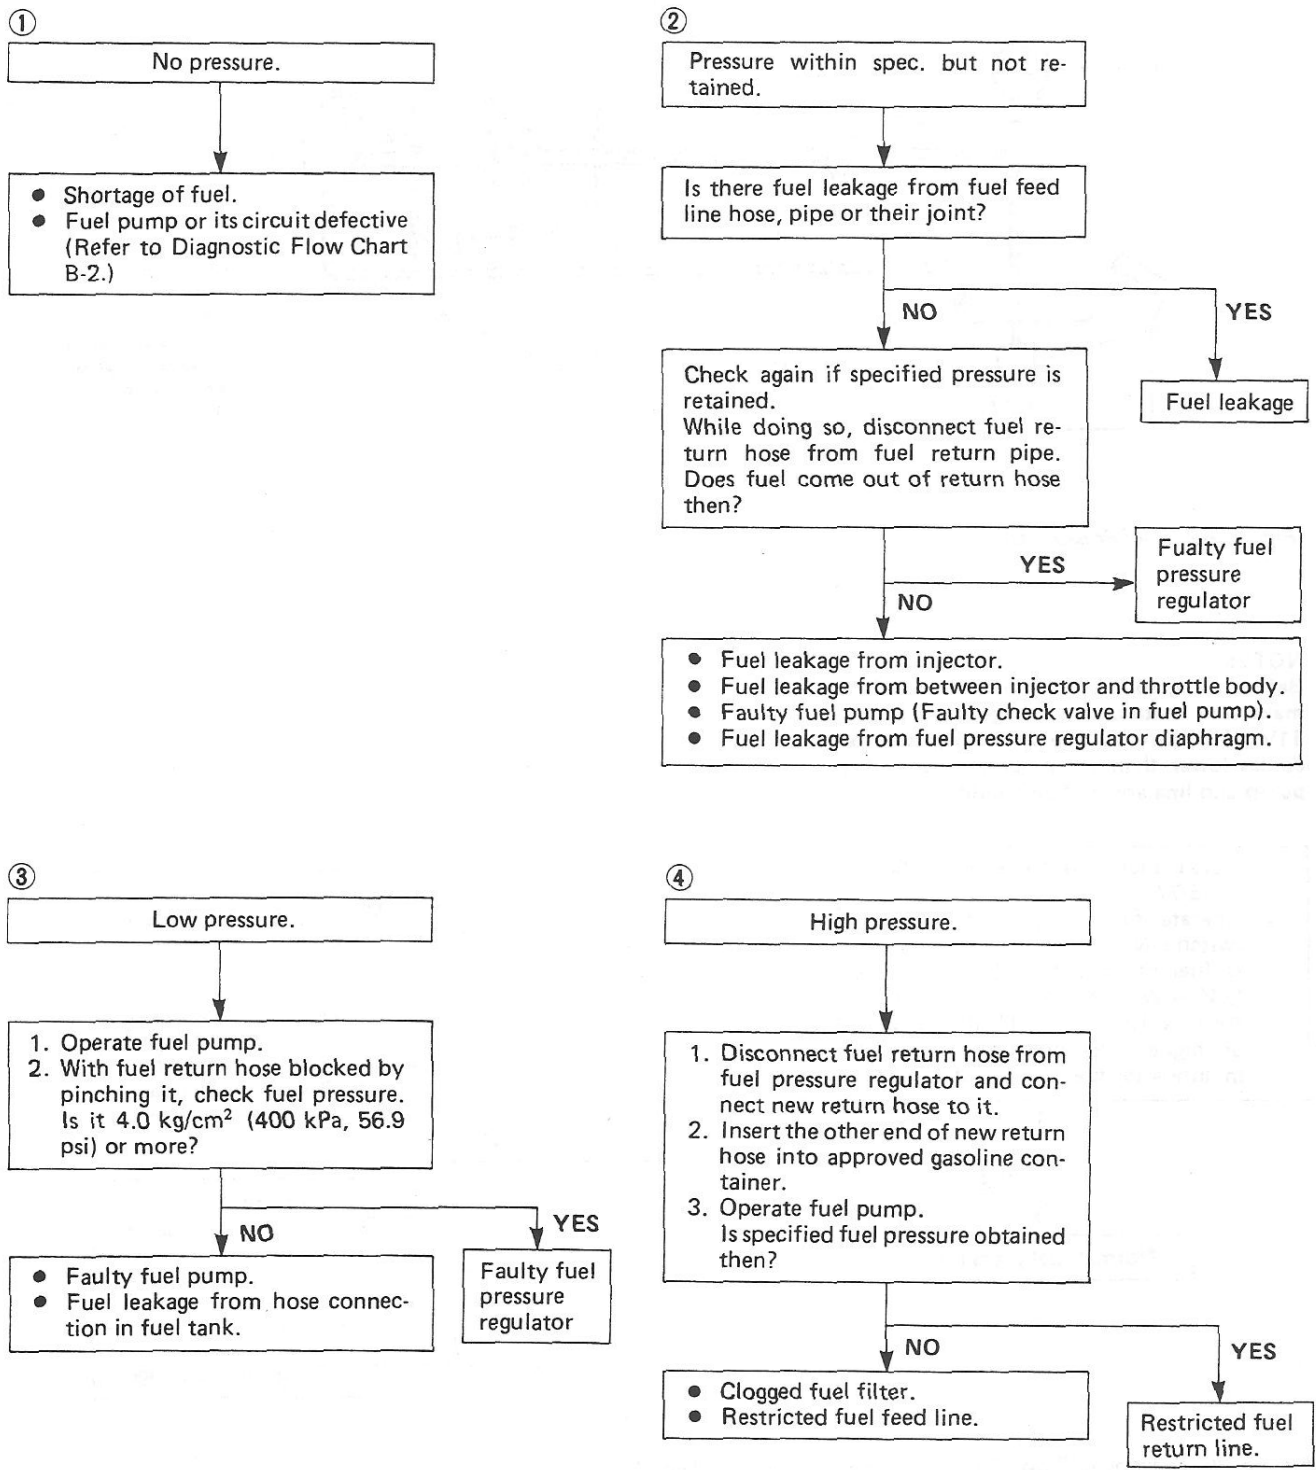 ①
No pressure.
● Shortage of fuel.
● Fuel pump or its circuit defective
(Refer to Diagnostic Flow Chart
B-2.)
②
Pressure within spec. but not re-
tained.
Is there fuel leakage from fuel feed
line hose, pipe or their joint?
NO
YES
Check again if specified pressure is
retained.
While doing so, disconnect fuel re-
turn hose from fuel return pipe.
Does fuel come out of return hose
then?
Fuel leakage
YES
Fualty fuel
pressure
regulator
NO
● Fuel leakage from injector.
● Fuel leakage from between injector and throttle body.
● Faulty fuel pump (Faulty check valve in fuel pump).
● Fuel leakage from fuel pressure regulator diaphragm.
③
Low pressure.
1. Operate fuel pump.
2. With fuel return hose blocked by
pinching it, check fuel pressure.
Is it 4.0 kg/cm² (400 kPa, 56.9
psi) or more?
NO
YES
● Faulty fuel pump.
● Fuel leakage from hose connec-
tion in fuel tank.
Faulty fuel
pressure
regulator
④
High pressure.
1. Disconnect fuel return hose from
fuel pressure regulator and con-
nect new return hose to it.
2. Insert the other end of new return
hose into approved gasoline con-
tainer.
3. Operate fuel pump.
Is specified fuel pressure obtained
then?
NO
YES
● Clogged fuel filter.
● Restricted fuel feed line.
Restricted fuel
return line.